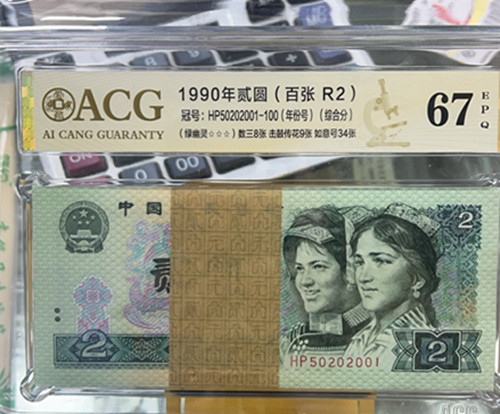 ACG
AI CANG GUARANTY
1990年贰圆（百张 R2）
冠号：HP50202001-100（年份号）（综合分）
（绿幽灵☆☆☆）数三8张 击鼓传花9张 如意号34张
67
EPQ
中国
贰
2
2
2
HP50202001